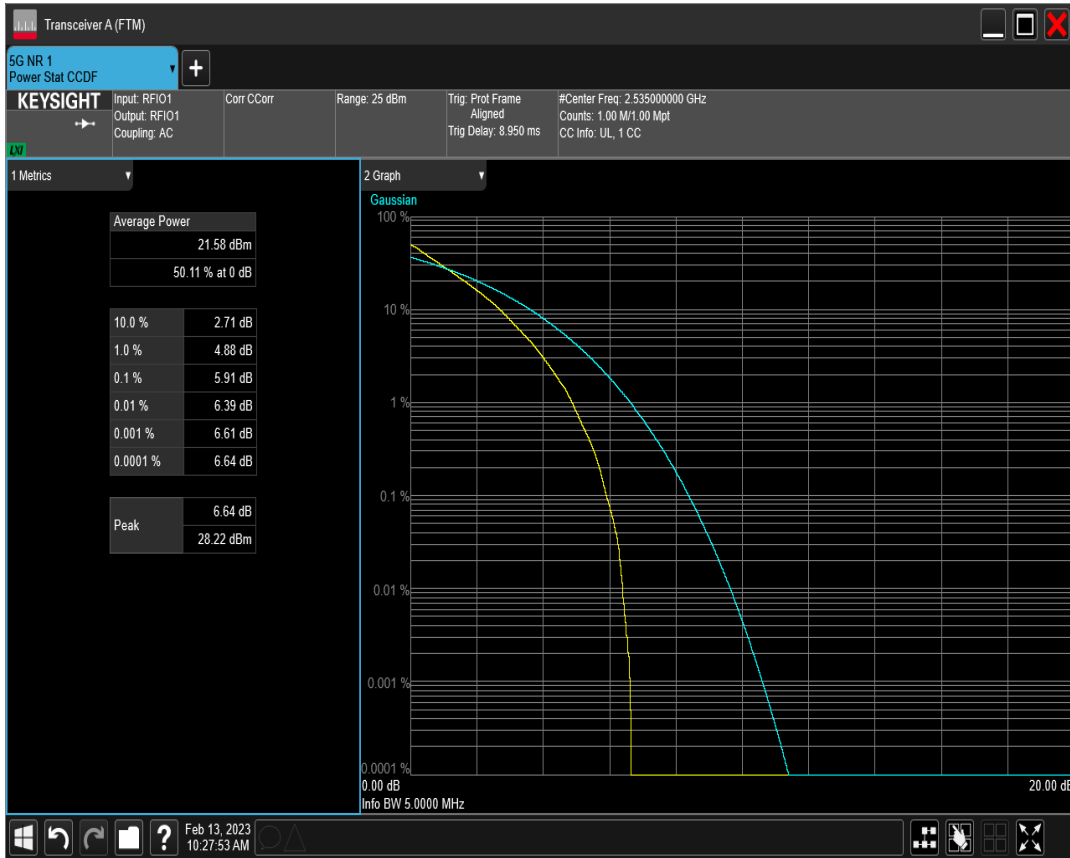 Transceiver A (FTM)
5G NR 1
Power Stat CCDF
+
KEYSIGHT
LXI
Input: RFIO1
Output: RFIO1
Coupling: AC
Corr CCorr
Range: 25 dBm
Trig: Prot Frame
Aligned
Trig Delay: 8.950 ms
#Center Freq: 2.535000000 GHz
Counts: 1.00 M/1.00 Mpt
CC Info: UL, 1 CC
1 Metrics
Average Power
21.58 dBm
50.11 % at 0 dB
10.0 % 2.71 dB
1.0 % 4.88 dB
0.1 % 5.91 dB
0.01 % 6.39 dB
0.001 % 6.61 dB
0.0001 % 6.64 dB
Peak
6.64 dB
28.22 dBm
2 Graph
Gaussian
100 %
10 %
1 %
0.1 %
0.01 %
0.001 %
0.0001 %
0.00 dB 20.00 dB
Info BW 5.0000 MHz
?
Feb 13, 2023
10:27:53 AM